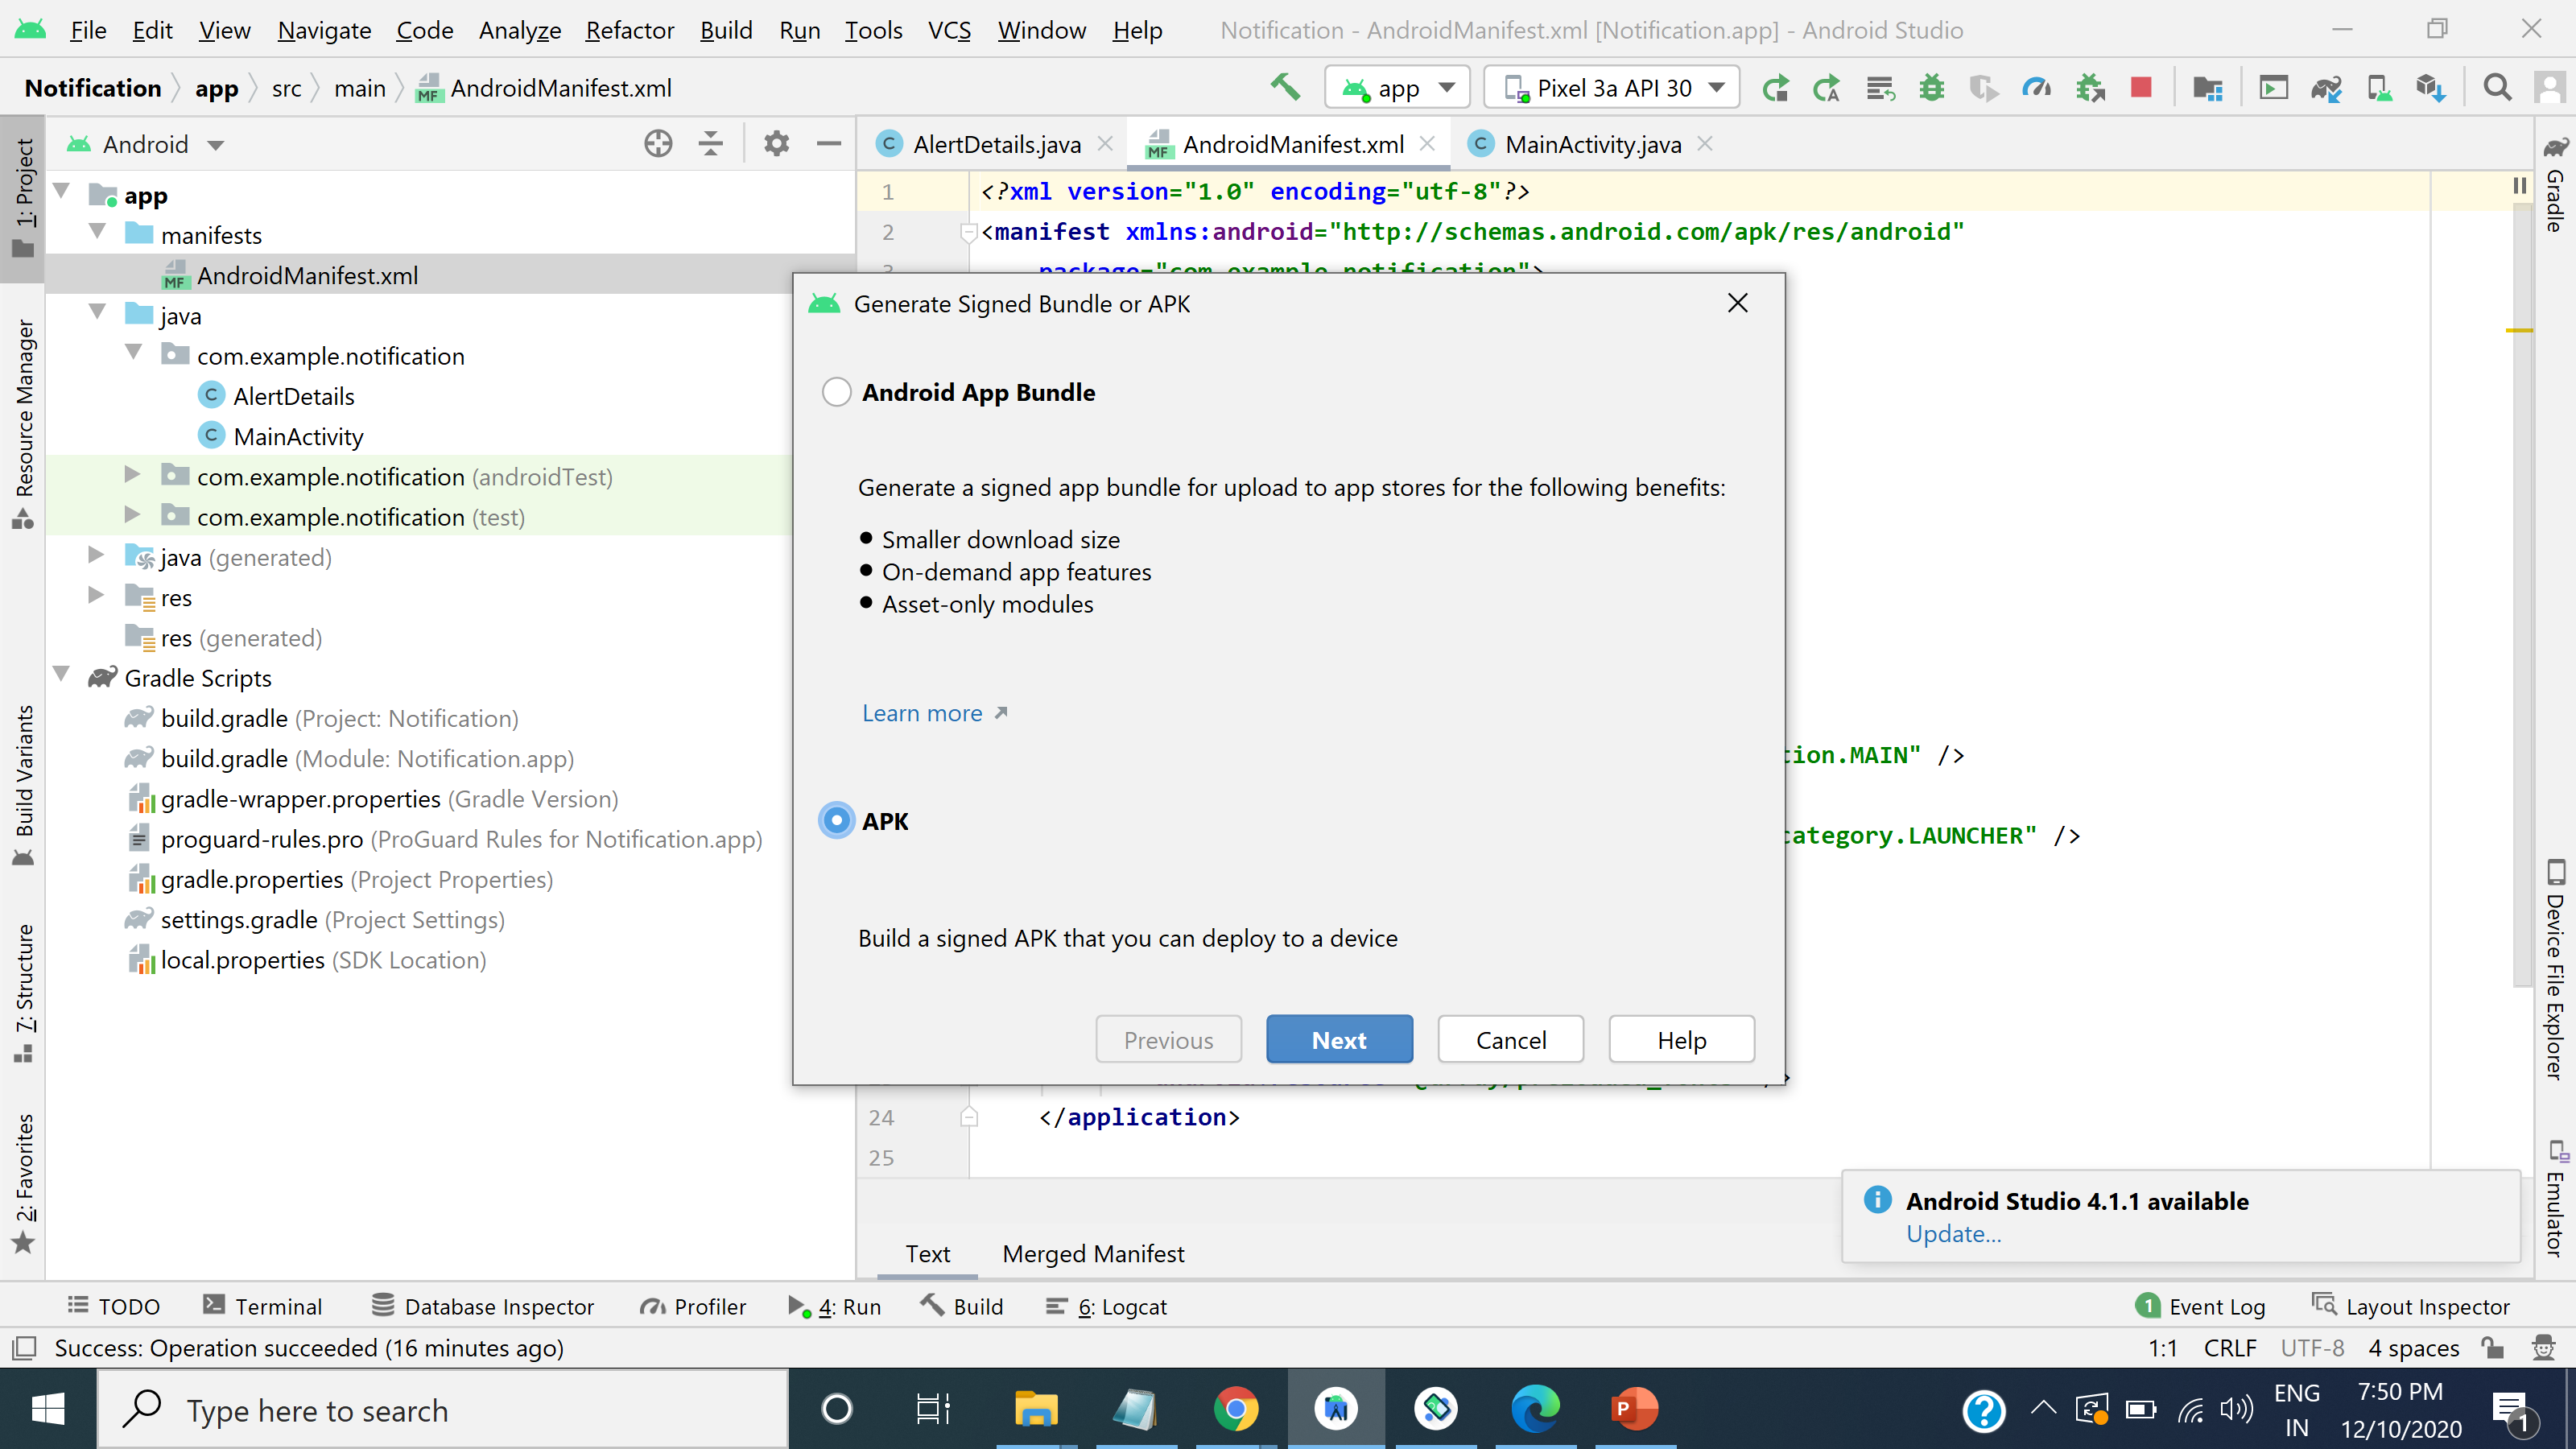 File Edit View Navigate Code Analyze Refactor Build Run Tools VCS Window Help Notification - AndroidManifest.xml [Notification.app] - Android Studio
Notification app src main AndroidManifest.xml app Pixel 3a API 30
Android
AlertDetails.java AndroidManifest.xml MainActivity.java
1: Project
Resource Manager
Build Variants
7: Structure
2: Favorites
app
manifests
AndroidManifest.xml
java
com.example.notification
AlertDetails
MainActivity
com.example.notification (androidTest)
com.example.notification (test)
java (generated)
res
res (generated)
Gradle Scripts
build.gradle (Project: Notification)
build.gradle (Module: Notification.app)
gradle-wrapper.properties (Gradle Version)
proguard-rules.pro (ProGuard Rules for Notification.app)
gradle.properties (Project Properties)
settings.gradle (Project Settings)
local.properties (SDK Location)
1 <?xml version="1.0" encoding="utf-8"?>
2 <manifest xmlns:android="http://schemas.android.com/apk/res/android"
package="com.example.notification">
Generate Signed Bundle or APK
Android App Bundle
Generate a signed app bundle for upload to app stores for the following benefits:
Smaller download size
On-demand app features
Asset-only modules
Learn more
APK
Build a signed APK that you can deploy to a device
Previous Next Cancel Help
tion.MAIN" />
category.LAUNCHER" />
24 </application>
25
Gradle
Device File Explorer
Emulator
Android Studio 4.1.1 available
Update...
Text Merged Manifest
TODO Terminal Database Inspector Profiler 4: Run Build 6: Logcat 1 Event Log Layout Inspector
Success: Operation succeeded (16 minutes ago) 1:1 CRLF UTF-8 4 spaces
Type here to search
ENG
IN
7:50 PM
12/10/2020
1